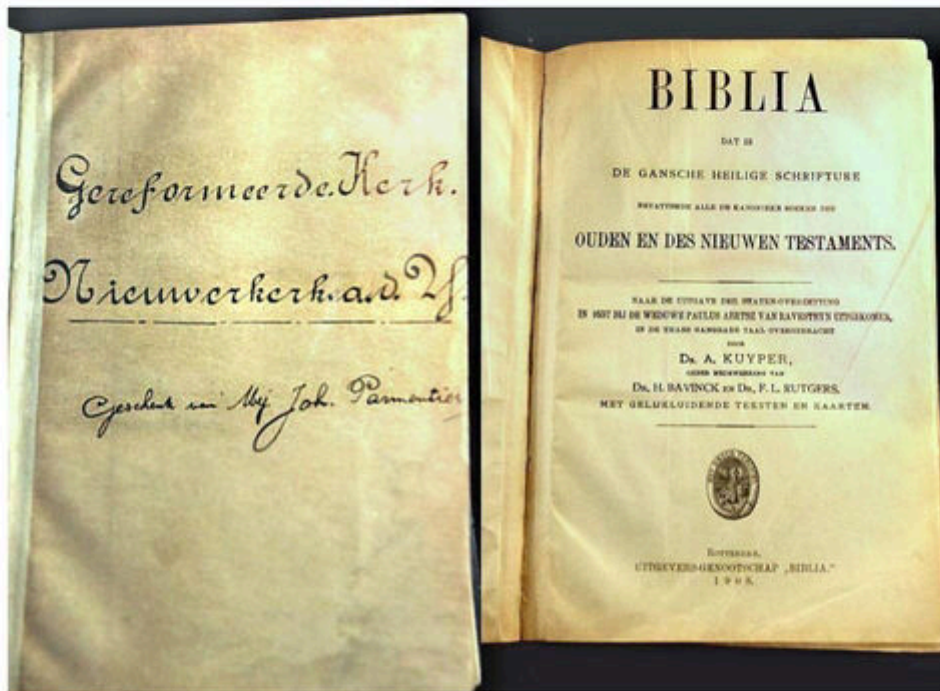 Gereformeerde Kerk.
Nieuwerkerk a.d. Ysl
Geschenk van Mej Joh. Parmentier
BIBLIA
DAT IS
DE GANSCHE HEILIGE SCHRIFTURE
BEVATTENDE ALLE DE KANONIEKE BOEKEN DES
OUDEN EN DES NIEUWEN TESTAMENTS.
NAAR DE UITGAVE DER STATEN-OVERZETTING
IN 1657 BIJ DE WEDUWE PAULUS AERTSZ VAN RAVESTEYN UITGEKOMEN,
IN DE THANS GANGBARE TAAL OVERGEBRACHT
DOOR
Dr. A. KUYPER,
ONDER MEDEWERKING VAN
Dr. H. BAVINCK EN Dr. F. L. RUTGERS.
MET GELIJKLUIDENDE TEKSTEN EN KAARTEN.
ROTTERDAM,
UITGEVERS-GENOOTSCHAP „BIBLIA."